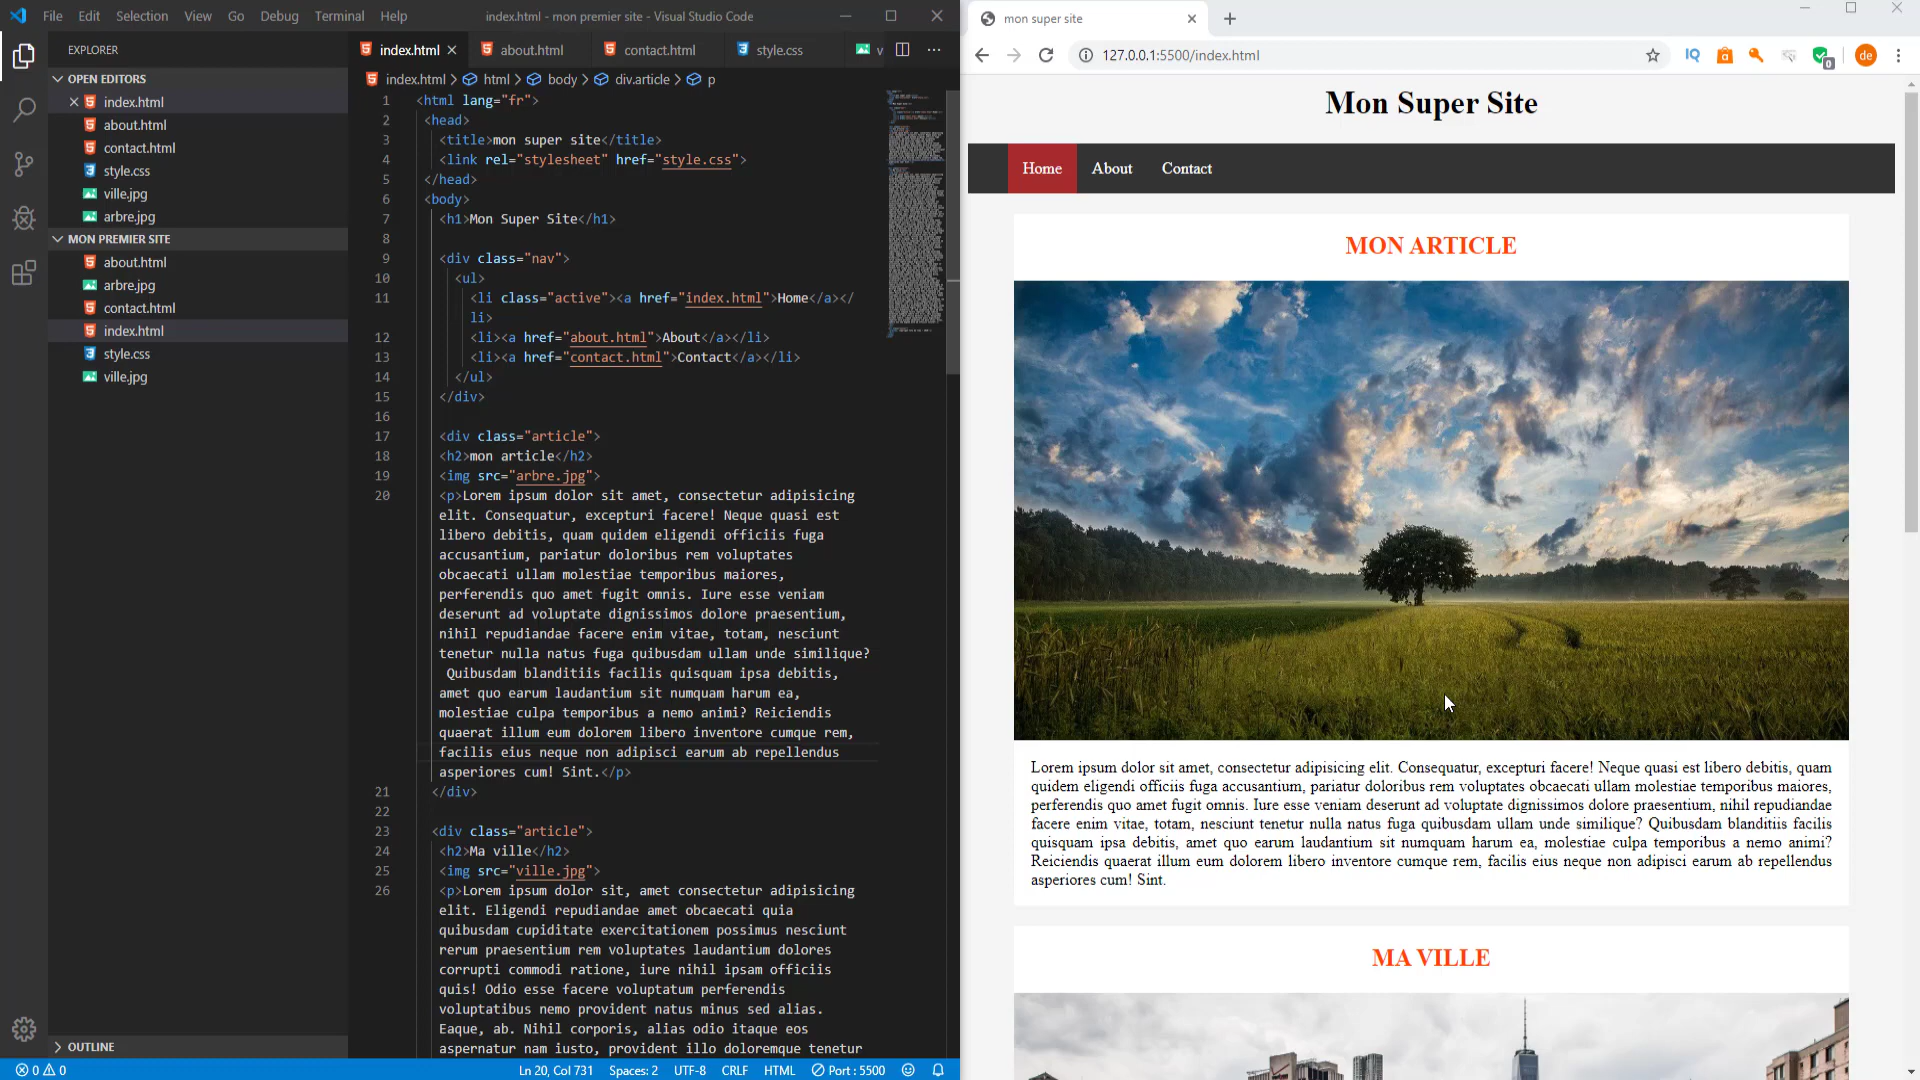 File Edit Selection View Go Debug Terminal Help index.html - mon premier site - Visual Studio Code
EXPLORER
OPEN EDITORS
index.html
about.html
contact.html
style.css
ville.jpg
arbre.jpg
MON PREMIER SITE
about.html
arbre.jpg
contact.html
index.html
style.css
ville.jpg
OUTLINE
index.html about.html contact.html style.css v
index.html > html > body > div.article > p
1 <html lang="fr">
2 <head>
3 <title>mon super site</title>
4 <link rel="stylesheet" href="style.css">
5 </head>
6 <body>
7 <h1>Mon Super Site</h1>
8
9 <div class="nav">
10 <ul>
11 <li class="active"><a href="index.html">Home</a></
li>
12 <li><a href="about.html">About</a></li>
13 <li><a href="contact.html">Contact</a></li>
14 </ul>
15 </div>
16
17 <div class="article">
18 <h2>mon article</h2>
19 <img src="arbre.jpg">
20 <p>Lorem ipsum dolor sit amet, consectetur adipisicing
elit. Consequatur, excepturi facere! Neque quasi est
libero debitis, quam quidem eligendi officiis fuga
accusantium, pariatur doloribus rem voluptates
obcaecati ullam molestiae temporibus maiores,
perferendis quo amet fugit omnis. Iure esse veniam
deserunt ad voluptate dignissimos dolore praesentium,
nihil repudiandae facere enim vitae, totam, nesciunt
tenetur nulla natus fuga quibusdam ullam unde similique?
Quibusdam blanditiis facilis quisquam ipsa debitis,
amet quo earum laudantium sit numquam harum ea,
molestiae culpa temporibus a nemo animi? Reiciendis
quaerat illum eum dolorem libero inventore cumque rem,
facilis eius neque non adipisci earum ab repellendus
asperiores cum! Sint.</p>
21 </div>
22
23 <div class="article">
24 <h2>Ma ville</h2>
25 <img src="ville.jpg">
26 <p>Lorem ipsum dolor sit, amet consectetur adipisicing
elit. Eligendi repudiandae amet obcaecati quia
quibusdam cupiditate exercitationem possimus nesciunt
rerum praesentium rem voluptates laudantium dolores
corrupti commodi ratione, iure nihil ipsam officiis
quis! Odio esse facere voluptatum perferendis
voluptatibus nemo provident natus minus sed alias.
Eaque, ab. Nihil corporis, alias odio itaque eos
aspernatur nam iusto, provident illo doloremque tenetur
0 0 Ln 20, Col 731 Spaces: 2 UTF-8 CRLF HTML Port : 5500
mon super site
127.0.0.1:5500/index.html IQ a 0 de
Mon Super Site
Home About Contact
MON ARTICLE
Lorem ipsum dolor sit amet, consectetur adipisicing elit. Consequatur, excepturi facere! Neque quasi est libero debitis, quam
quidem eligendi officiis fuga accusantium, pariatur doloribus rem voluptates obcaecati ullam molestiae temporibus maiores,
perferendis quo amet fugit omnis. Iure esse veniam deserunt ad voluptate dignissimos dolore praesentium, nihil repudiandae
facere enim vitae, totam, nesciunt tenetur nulla natus fuga quibusdam ullam unde similique? Quibusdam blanditiis facilis
quisquam ipsa debitis, amet quo earum laudantium sit numquam harum ea, molestiae culpa temporibus a nemo animi?
Reiciendis quaerat illum eum dolorem libero inventore cumque rem, facilis eius neque non adipisci earum ab repellendus
asperiores cum! Sint.
MA VILLE